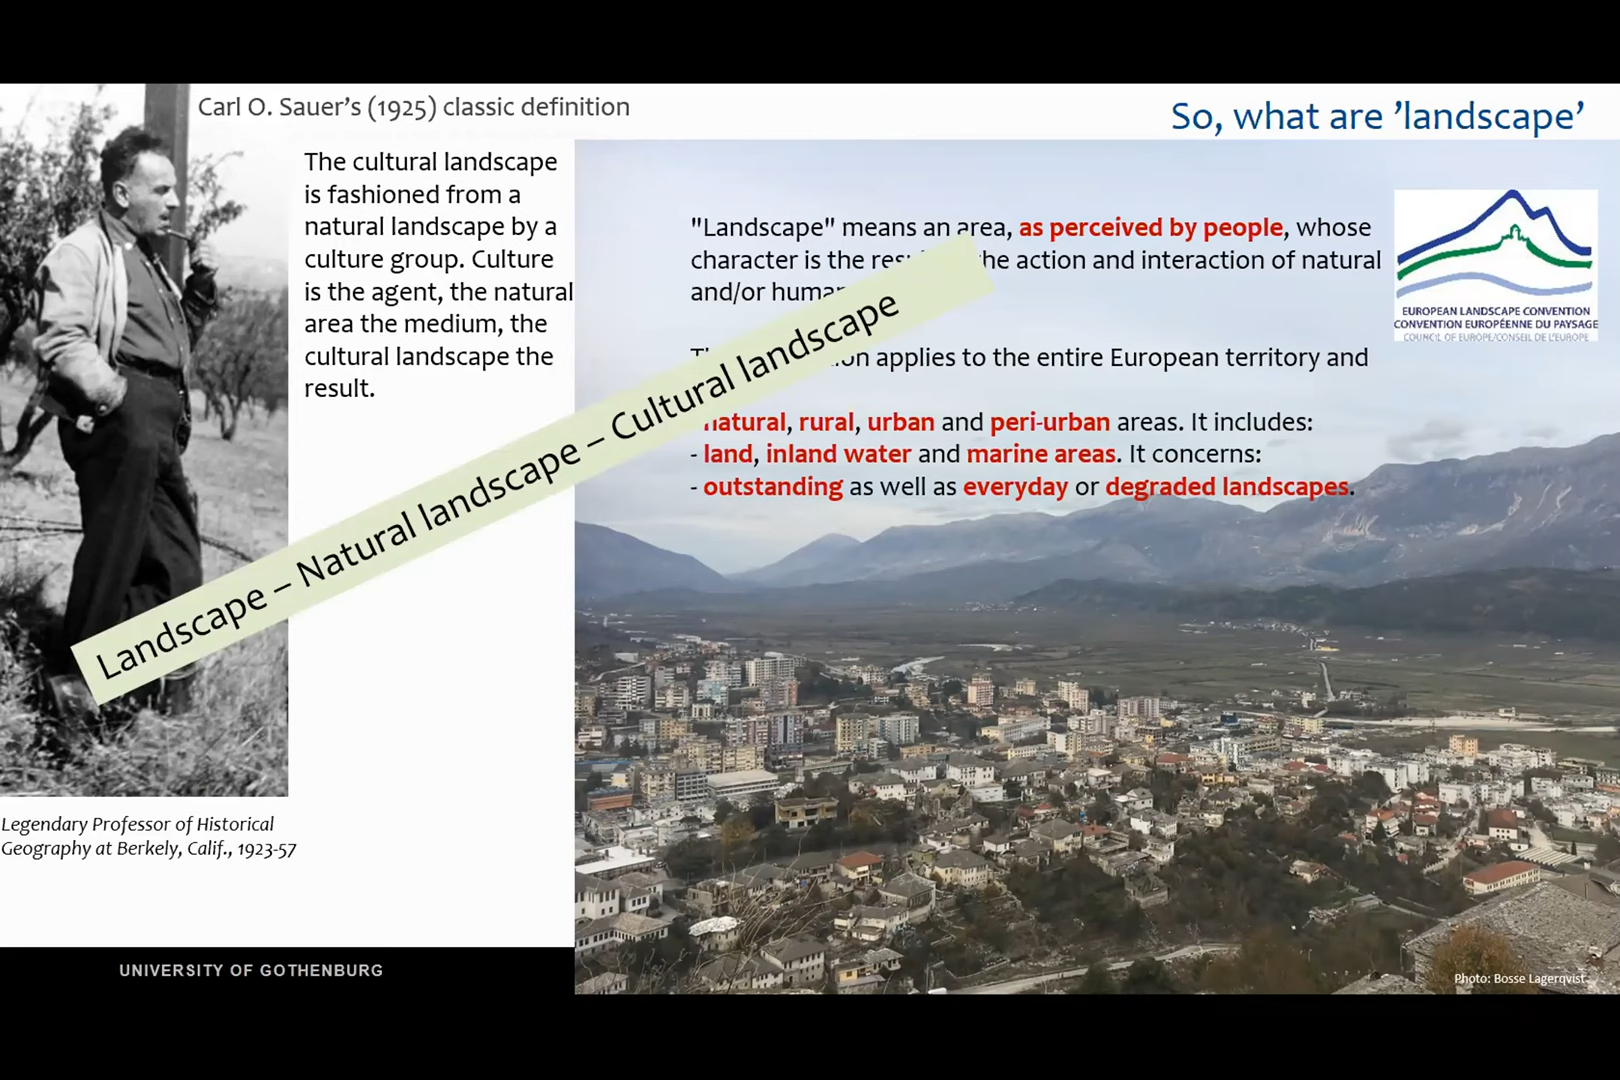 Carl O. Sauer’s (1925) classic definition
So, what are ’landscape’
The cultural landscape
is fashioned from a
natural landscape by a
culture group. Culture
is the agent, the natural
area the medium, the
cultural landscape the
result.
"Landscape" means an area, as perceived by people, whose
character is the the action and interaction of natural
and/or
applies to the entire European territory and
natural, rural, urban and peri-urban areas. It includes:
- land, inland water and marine areas. It concerns:
- outstanding as well as everyday or degraded landscapes.
EUROPEAN LANDSCAPE CONVENTION
CONVENTION EUROPÉENNE DU PAYSAGE
COUNCIL OF EUROPE/CONSEIL DE L'EUROPE
Landscape – Natural landscape – Cultural landscape
Legendary Professor of Historical
Geography at Berkely, Calif., 1923-57
UNIVERSITY OF GOTHENBURG
Photo: Bosse Lagerqvist